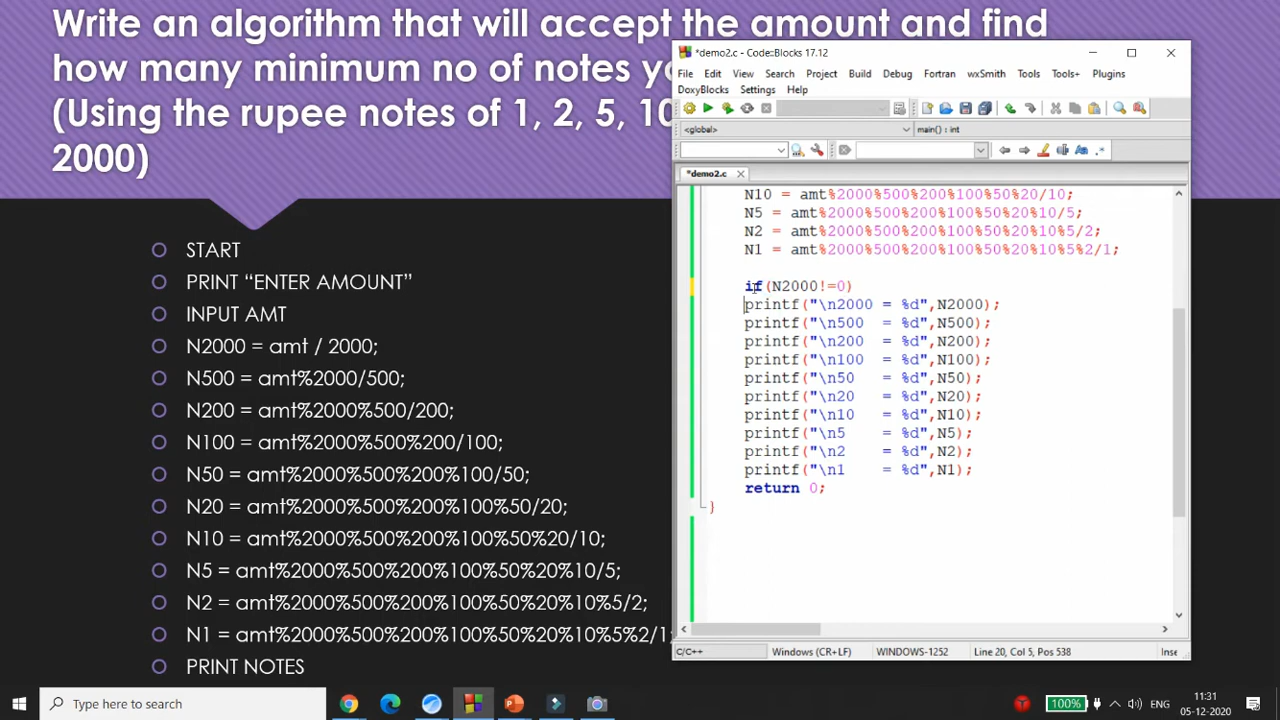 Write an algorithm that will accept the amount and find
how many minimum no of notes yo
(Using the rupee notes of 1, 2, 5, 10
2000)
START
PRINT “ENTER AMOUNT”
INPUT AMT
N2000 = amt / 2000;
N500 = amt%2000/500;
N200 = amt%2000%500/200;
N100 = amt%2000%500%200/100;
N50 = amt%2000%500%200%100/50;
N20 = amt%2000%500%200%100%50/20;
N10 = amt%2000%500%200%100%50%20/10;
N5 = amt%2000%500%200%100%50%20%10/5;
N2 = amt%2000%500%200%100%50%20%10%5/2;
N1 = amt%2000%500%200%100%50%20%10%5%2/1;
PRINT NOTES
*demo2.c - Code::Blocks 17.12
File Edit View Search Project Build Debug Fortran wxSmith Tools Tools+ Plugins
DoxyBlocks Settings Help
<global> main() : int
*demo2.c
N10 = amt%2000%500%200%100%50%20/10;
N5 = amt%2000%500%200%100%50%20%10/5;
N2 = amt%2000%500%200%100%50%20%10%5/2;
N1 = amt%2000%500%200%100%50%20%10%5%2/1;
if(N2000!=0)
printf("\n2000 = %d",N2000);
printf("\n500  = %d",N500);
printf("\n200  = %d",N200);
printf("\n100  = %d",N100);
printf("\n50   = %d",N50);
printf("\n20   = %d",N20);
printf("\n10   = %d",N10);
printf("\n5    = %d",N5);
printf("\n2    = %d",N2);
printf("\n1    = %d",N1);
return 0;
}
C/C++ Windows (CR+LF) WINDOWS-1252 Line 20, Col 5, Pos 538 Inse
Type here to search
100% ENG 11:31
05-12-2020